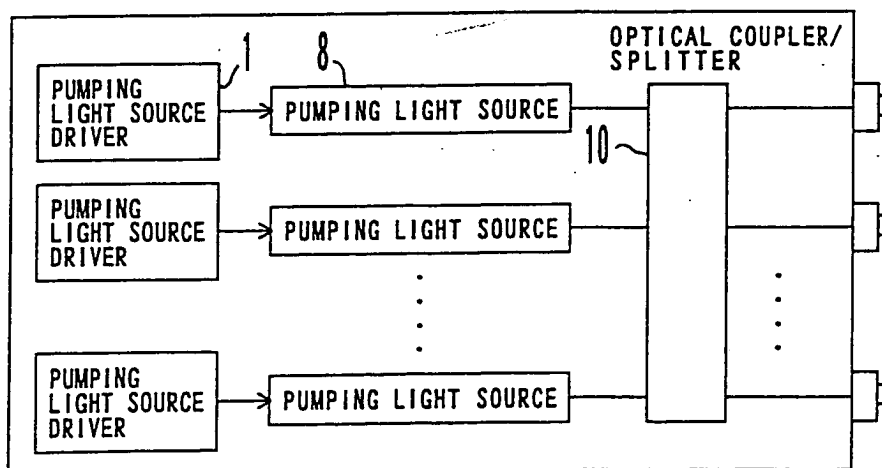 OPTICAL COUPLER/
SPLITTER
1
8
PUMPING
LIGHT SOURCE
DRIVER
PUMPING LIGHT SOURCE
10
PUMPING
LIGHT SOURCE
DRIVER
PUMPING LIGHT SOURCE
PUMPING
LIGHT SOURCE
DRIVER
PUMPING LIGHT SOURCE